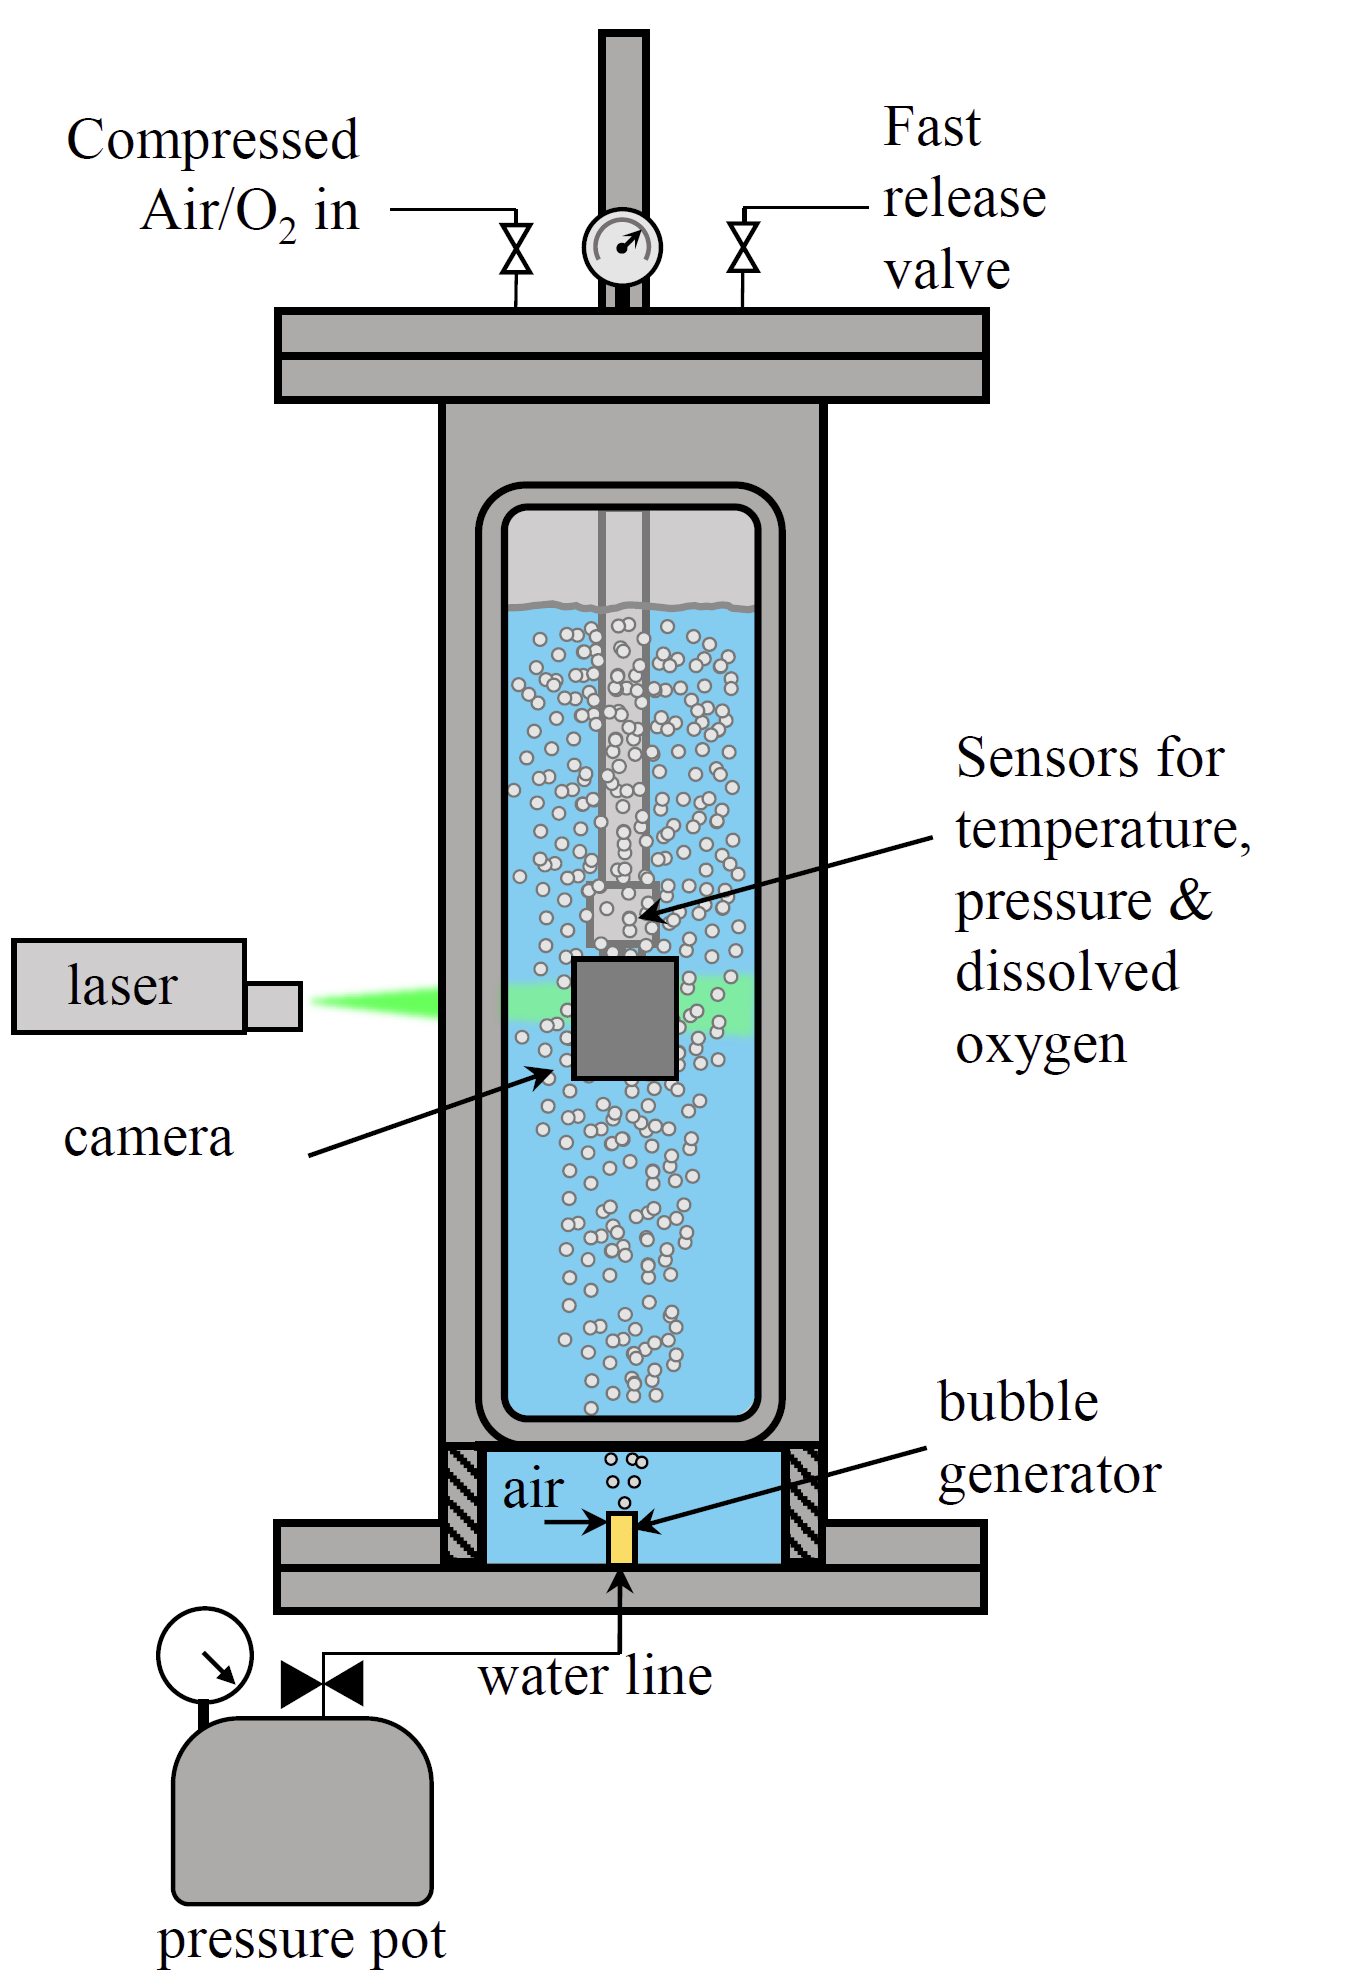 Compressed
Air/O₂ in
Fast
release
valve
Sensors for
temperature,
pressure &
dissolved
oxygen
laser
camera
bubble
generator
air
water line
pressure pot